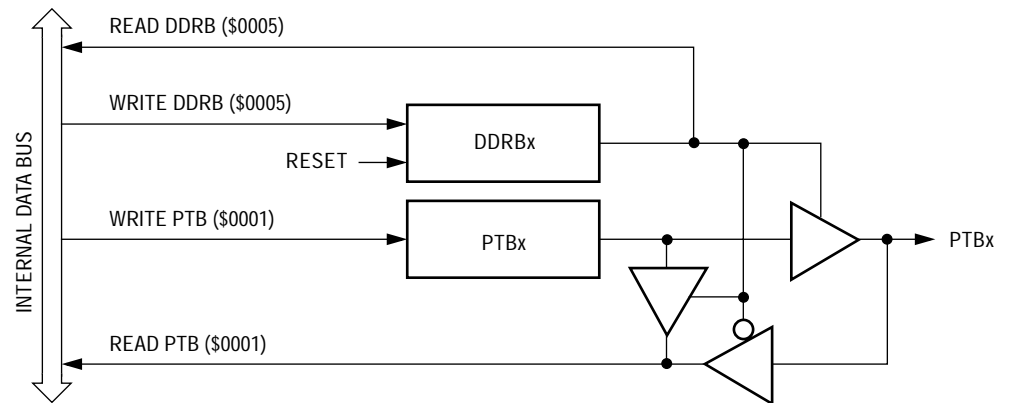 READ DDRB ($0005)
WRITE DDRB ($0005)
DDRBx
RESET
INTERNAL DATA BUS
WRITE PTB ($0001)
PTBx
PTBx
READ PTB ($0001)